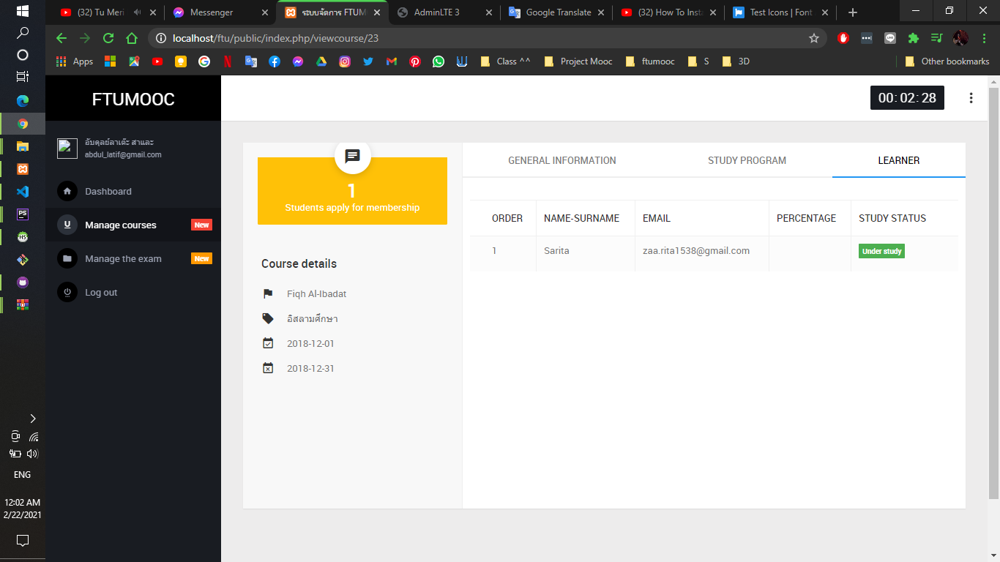 (32) Tu Meri
Messenger
ระบบจัดการ FTUM
AdminLTE 3
Google Translate
(32) How To Insta
Test Icons | Font
localhost/ftu/public/index.php/viewcourse/23
Apps
Class ^^
Project Mooc
ftumooc
S
3D
Other bookmarks
FTUMOOC
00: 02: 28
อับดุลย์ลาเต๊ะ สาและ
abdul_latif@gmail.com
Dashboard
Manage courses New
Manage the exam New
Log out
1
Students apply for membership
Course details
Fiqh Al-Ibadat
อิสลามศึกษา
2018-12-01
2018-12-31
GENERAL INFORMATION STUDY PROGRAM LEARNER
ORDER NAME-SURNAME EMAIL PERCENTAGE STUDY STATUS
1 Sarita zaa.rita1538@gmail.com Under study
ENG
12:02 AM
2/22/2021